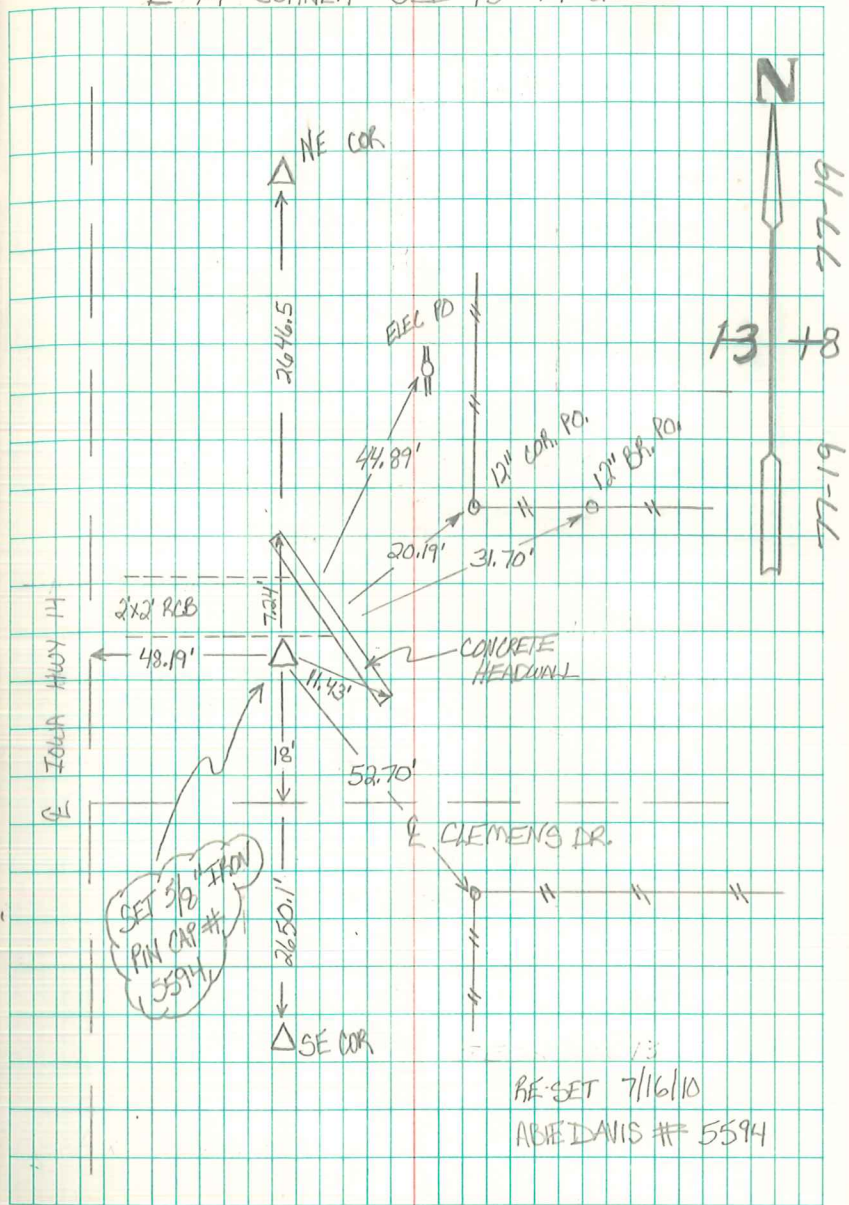 N
NE COR
77-19
2646.5
ELEC PO
13
18
44.89'
12" COR. PO.
12" BR. PO.
77-19
20.19'
31.70'
7.24'
2'x2' RCB
48.19'
CONCRETE
HEADWALL
11.43'
℄ IOWA HWY 14
18'
52.70'
℄ CLEMENS DR.
SET 5/8" IRON
PIN CAP #
5594
2650.1'
SE COR
RE-SET 7/16/10
ABIE DAVIS # 5594